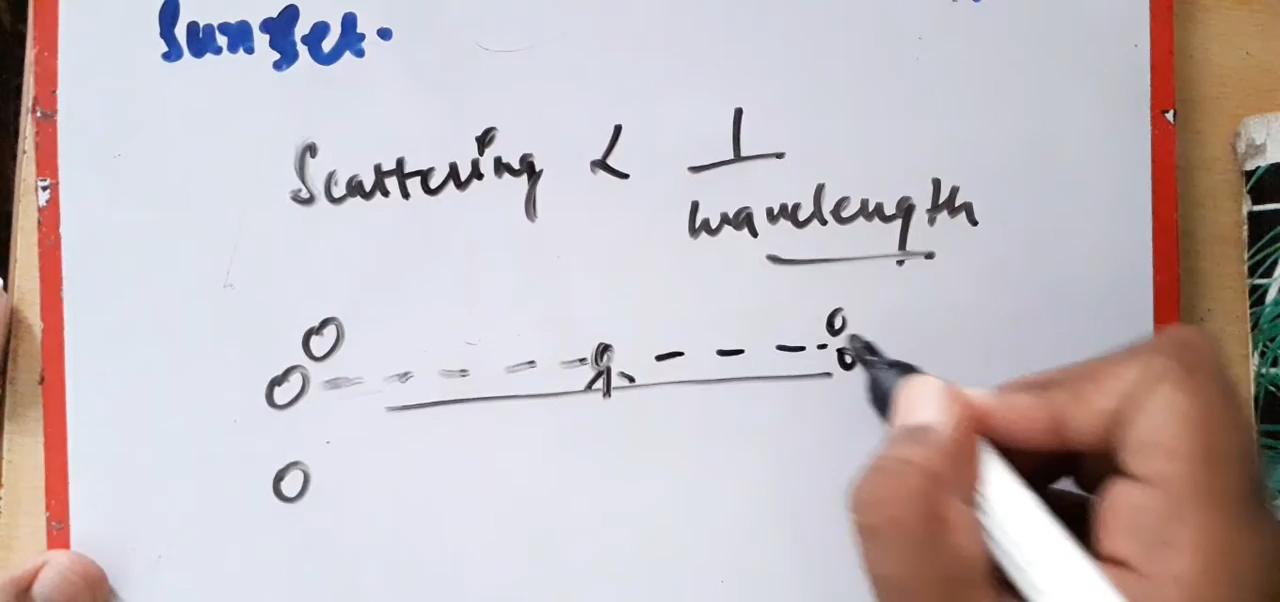 Sunset.
Scattering ∝ 1
wavelength